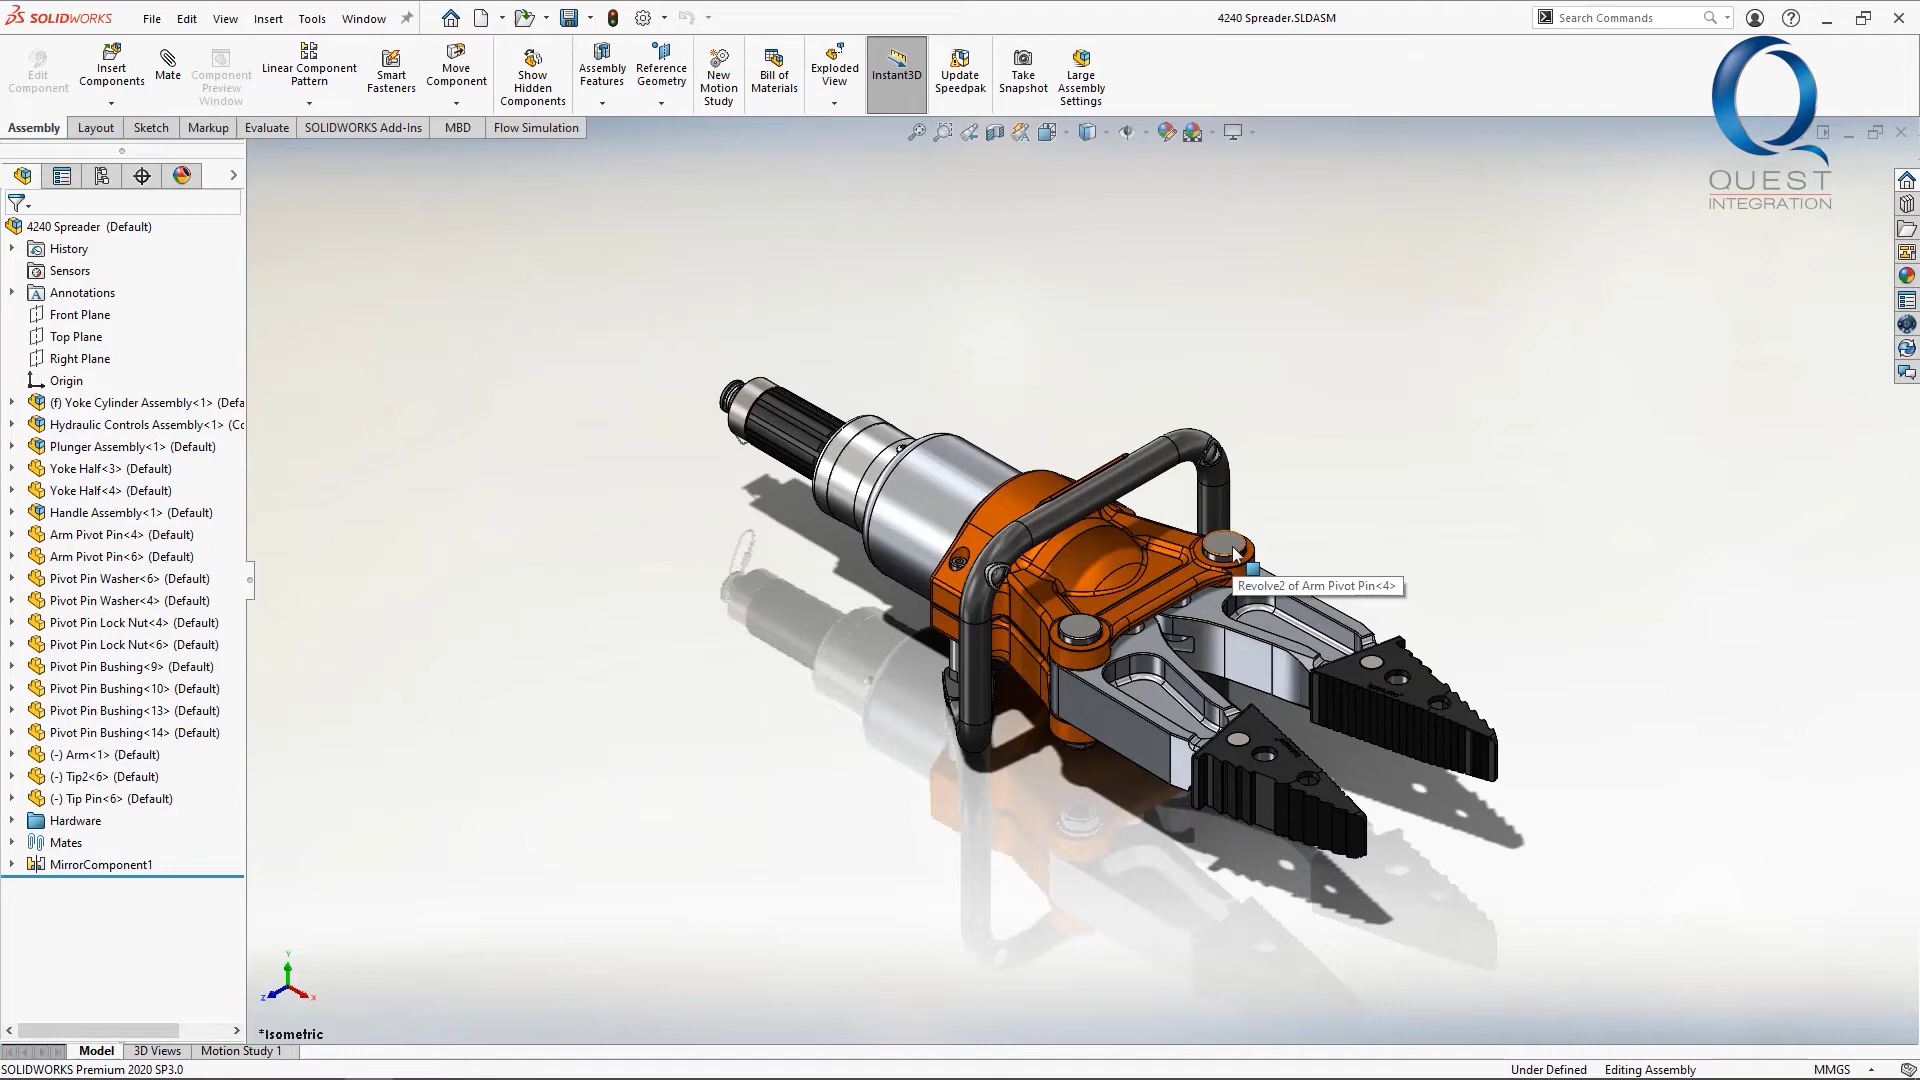 SOLIDWORKS File Edit View Insert Tools Window 4240 Spreader.SLDASM Search Commands
Edit Component
Insert Components
Mate
Component Preview Window
Linear Component Pattern
Smart Fasteners
Move Component
Show Hidden Components
Assembly Features
Reference Geometry
New Motion Study
Bill of Materials
Exploded View
Instant3D
Update Speedpak
Take Snapshot
Large Assembly Settings
Assembly Layout Sketch Markup Evaluate SOLIDWORKS Add-Ins MBD Flow Simulation
QUEST
INTEGRATION
4240 Spreader (Default)
History
Sensors
Annotations
Front Plane
Top Plane
Right Plane
Origin
(f) Yoke Cylinder Assembly<1> (Defa
Hydraulic Controls Assembly<1> (Co
Plunger Assembly<1> (Default)
Yoke Half<3> (Default)
Yoke Half<4> (Default)
Handle Assembly<1> (Default)
Arm Pivot Pin<4> (Default)
Arm Pivot Pin<6> (Default)
Pivot Pin Washer<6> (Default)
Pivot Pin Washer<4> (Default)
Pivot Pin Lock Nut<4> (Default)
Pivot Pin Lock Nut<6> (Default)
Pivot Pin Bushing<9> (Default)
Pivot Pin Bushing<10> (Default)
Pivot Pin Bushing<13> (Default)
Pivot Pin Bushing<14> (Default)
(-) Arm<1> (Default)
(-) Tip2<6> (Default)
(-) Tip Pin<6> (Default)
Hardware
Mates
MirrorComponent1
Revolve2 of Arm Pivot Pin<4>
Y
Z X
*Isometric
Model 3D Views Motion Study 1
SOLIDWORKS Premium 2020 SP3.0 Under Defined Editing Assembly MMGS